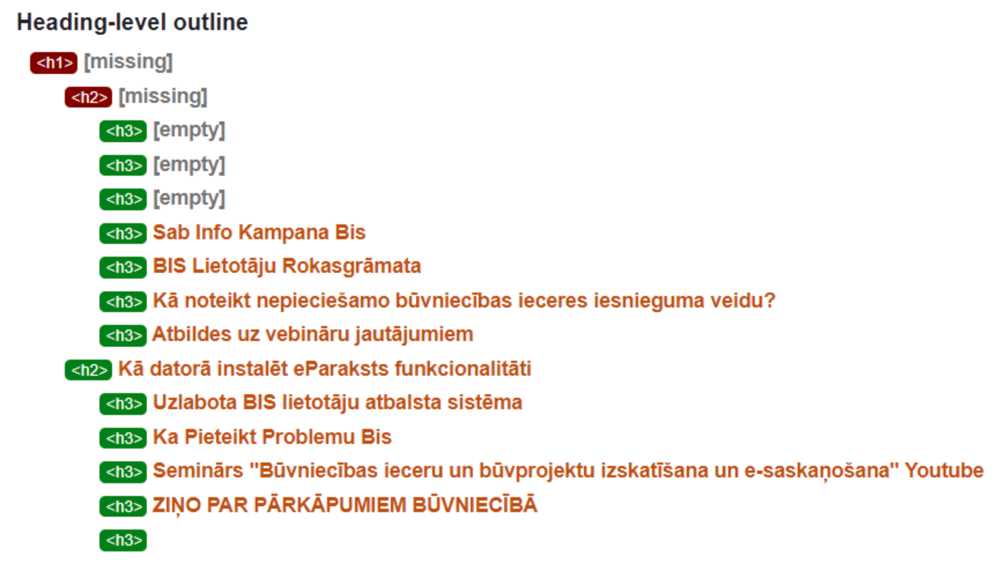 Heading-level outline
<h1> [missing]
<h2> [missing]
<h3> [empty]
<h3> [empty]
<h3> [empty]
<h3> Sab Info Kampana Bis
<h3> BIS Lietotāju Rokasgrāmata
<h3> Kā noteikt nepieciešamo būvniecības ieceres iesnieguma veidu?
<h3> Atbildes uz vebināru jautājumiem
<h2> Kā datorā instalēt eParaksts funkcionalitāti
<h3> Uzlabota BIS lietotāju atbalsta sistēma
<h3> Ka Pieteikt Problemu Bis
<h3> Seminārs "Būvniecības ieceru un būvprojektu izskatīšana un e-saskaņošana" Youtube
<h3> ZIŅO PAR PĀRKĀPUMIEM BŪVNIECĪBĀ
<h3>